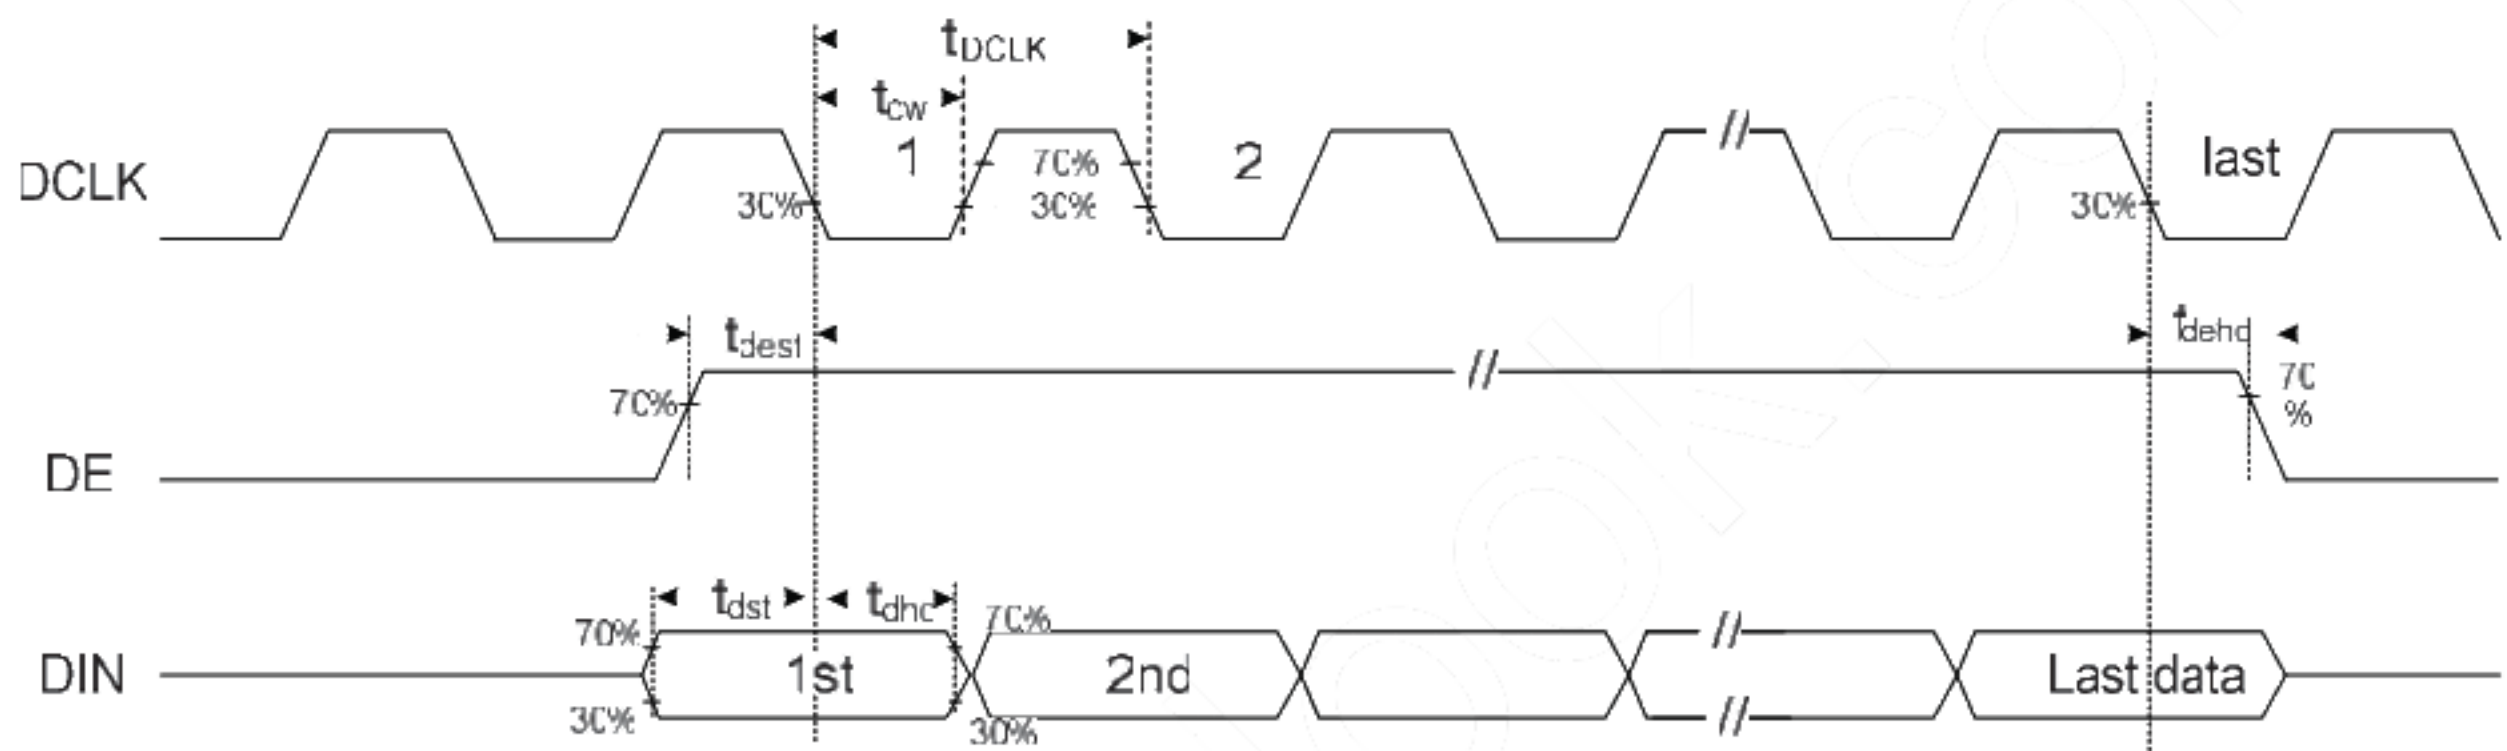 tDCLK
tcw
DCLK
1
70%
2
last
30%
30%
30%
tdest
tdehd
70%
70
%
DE
tdst
tdhd
70%
70%
DIN
1st
2nd
Last data
30%
30%